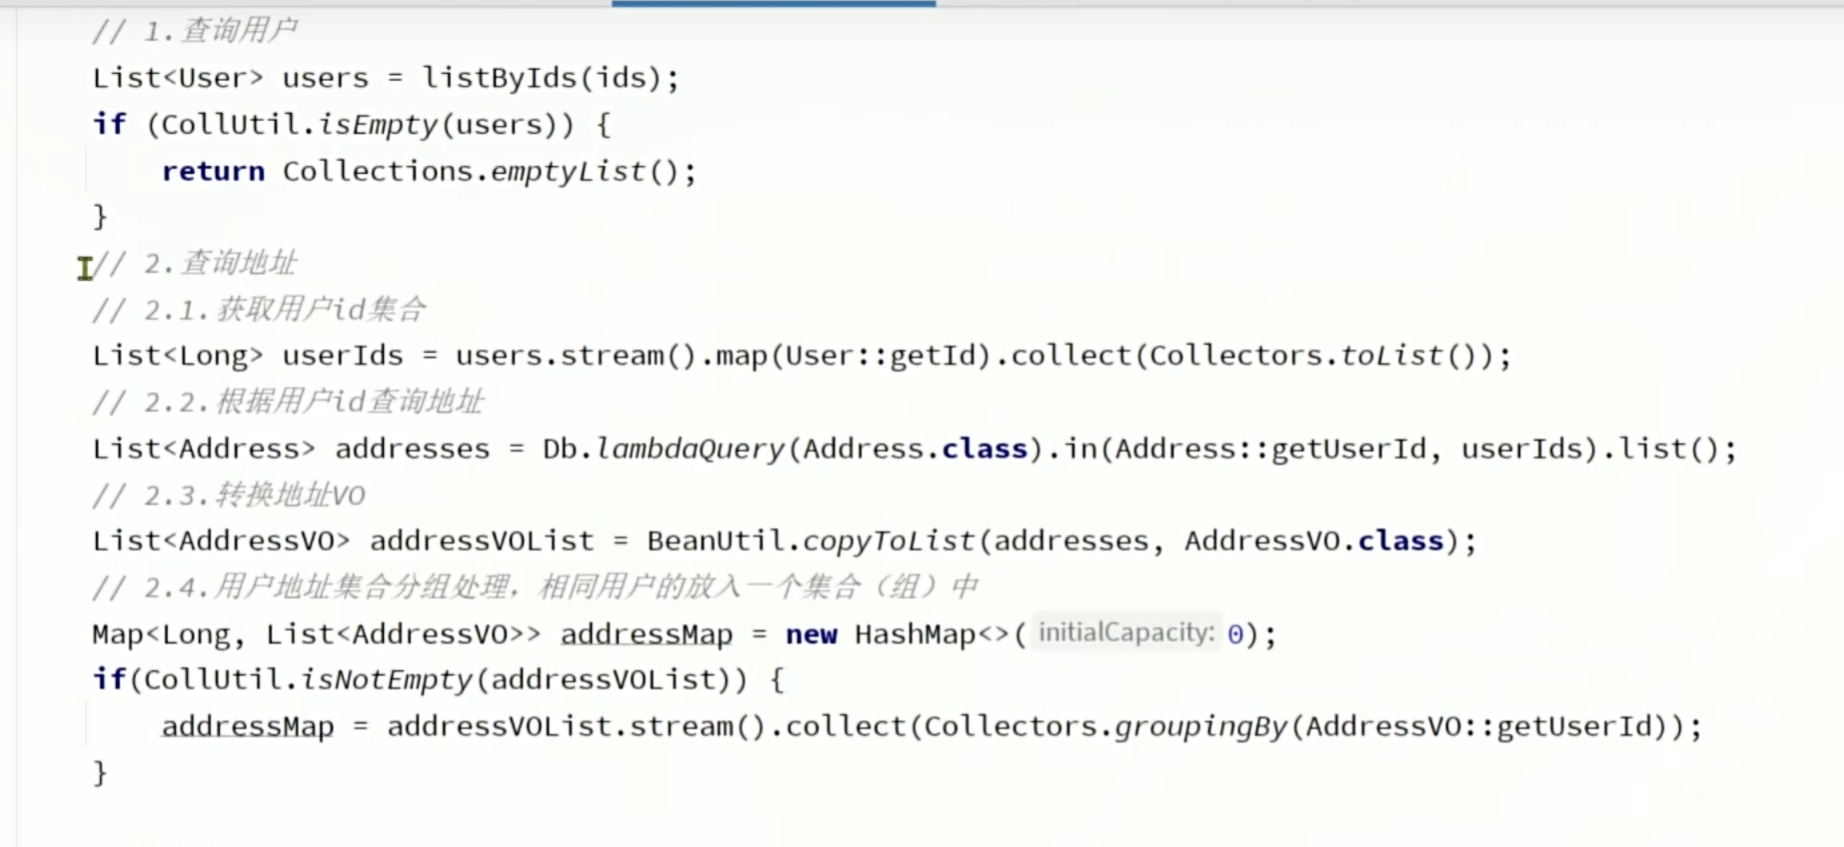 // 1.查询用户
List<User> users = listByIds(ids);
if (CollUtil.isEmpty(users)) {
return Collections.emptyList();
}
// 2.查询地址
// 2.1.获取用户id集合
List<Long> userIds = users.stream().map(User::getId).collect(Collectors.toList());
// 2.2.根据用户id查询地址
List<Address> addresses = Db.lambdaQuery(Address.class).in(Address::getUserId, userIds).list();
// 2.3.转换地址VO
List<AddressVO> addressVOList = BeanUtil.copyToList(addresses, AddressVO.class);
// 2.4.用户地址集合分组处理，相同用户的放入一个集合（组）中
Map<Long, List<AddressVO>> addressMap = new HashMap<>( initialCapacity: 0);
if(CollUtil.isNotEmpty(addressVOList)) {
addressMap = addressVOList.stream().collect(Collectors.groupingBy(AddressVO::getUserId));
}